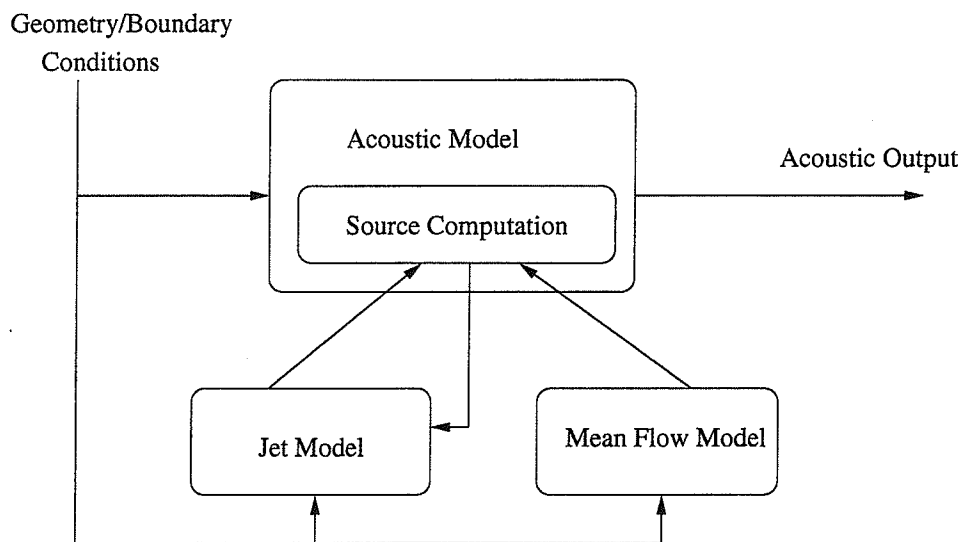 Geometry/Boundary
Conditions
Acoustic Model
Acoustic Output
Source Computation
Jet Model
Mean Flow Model